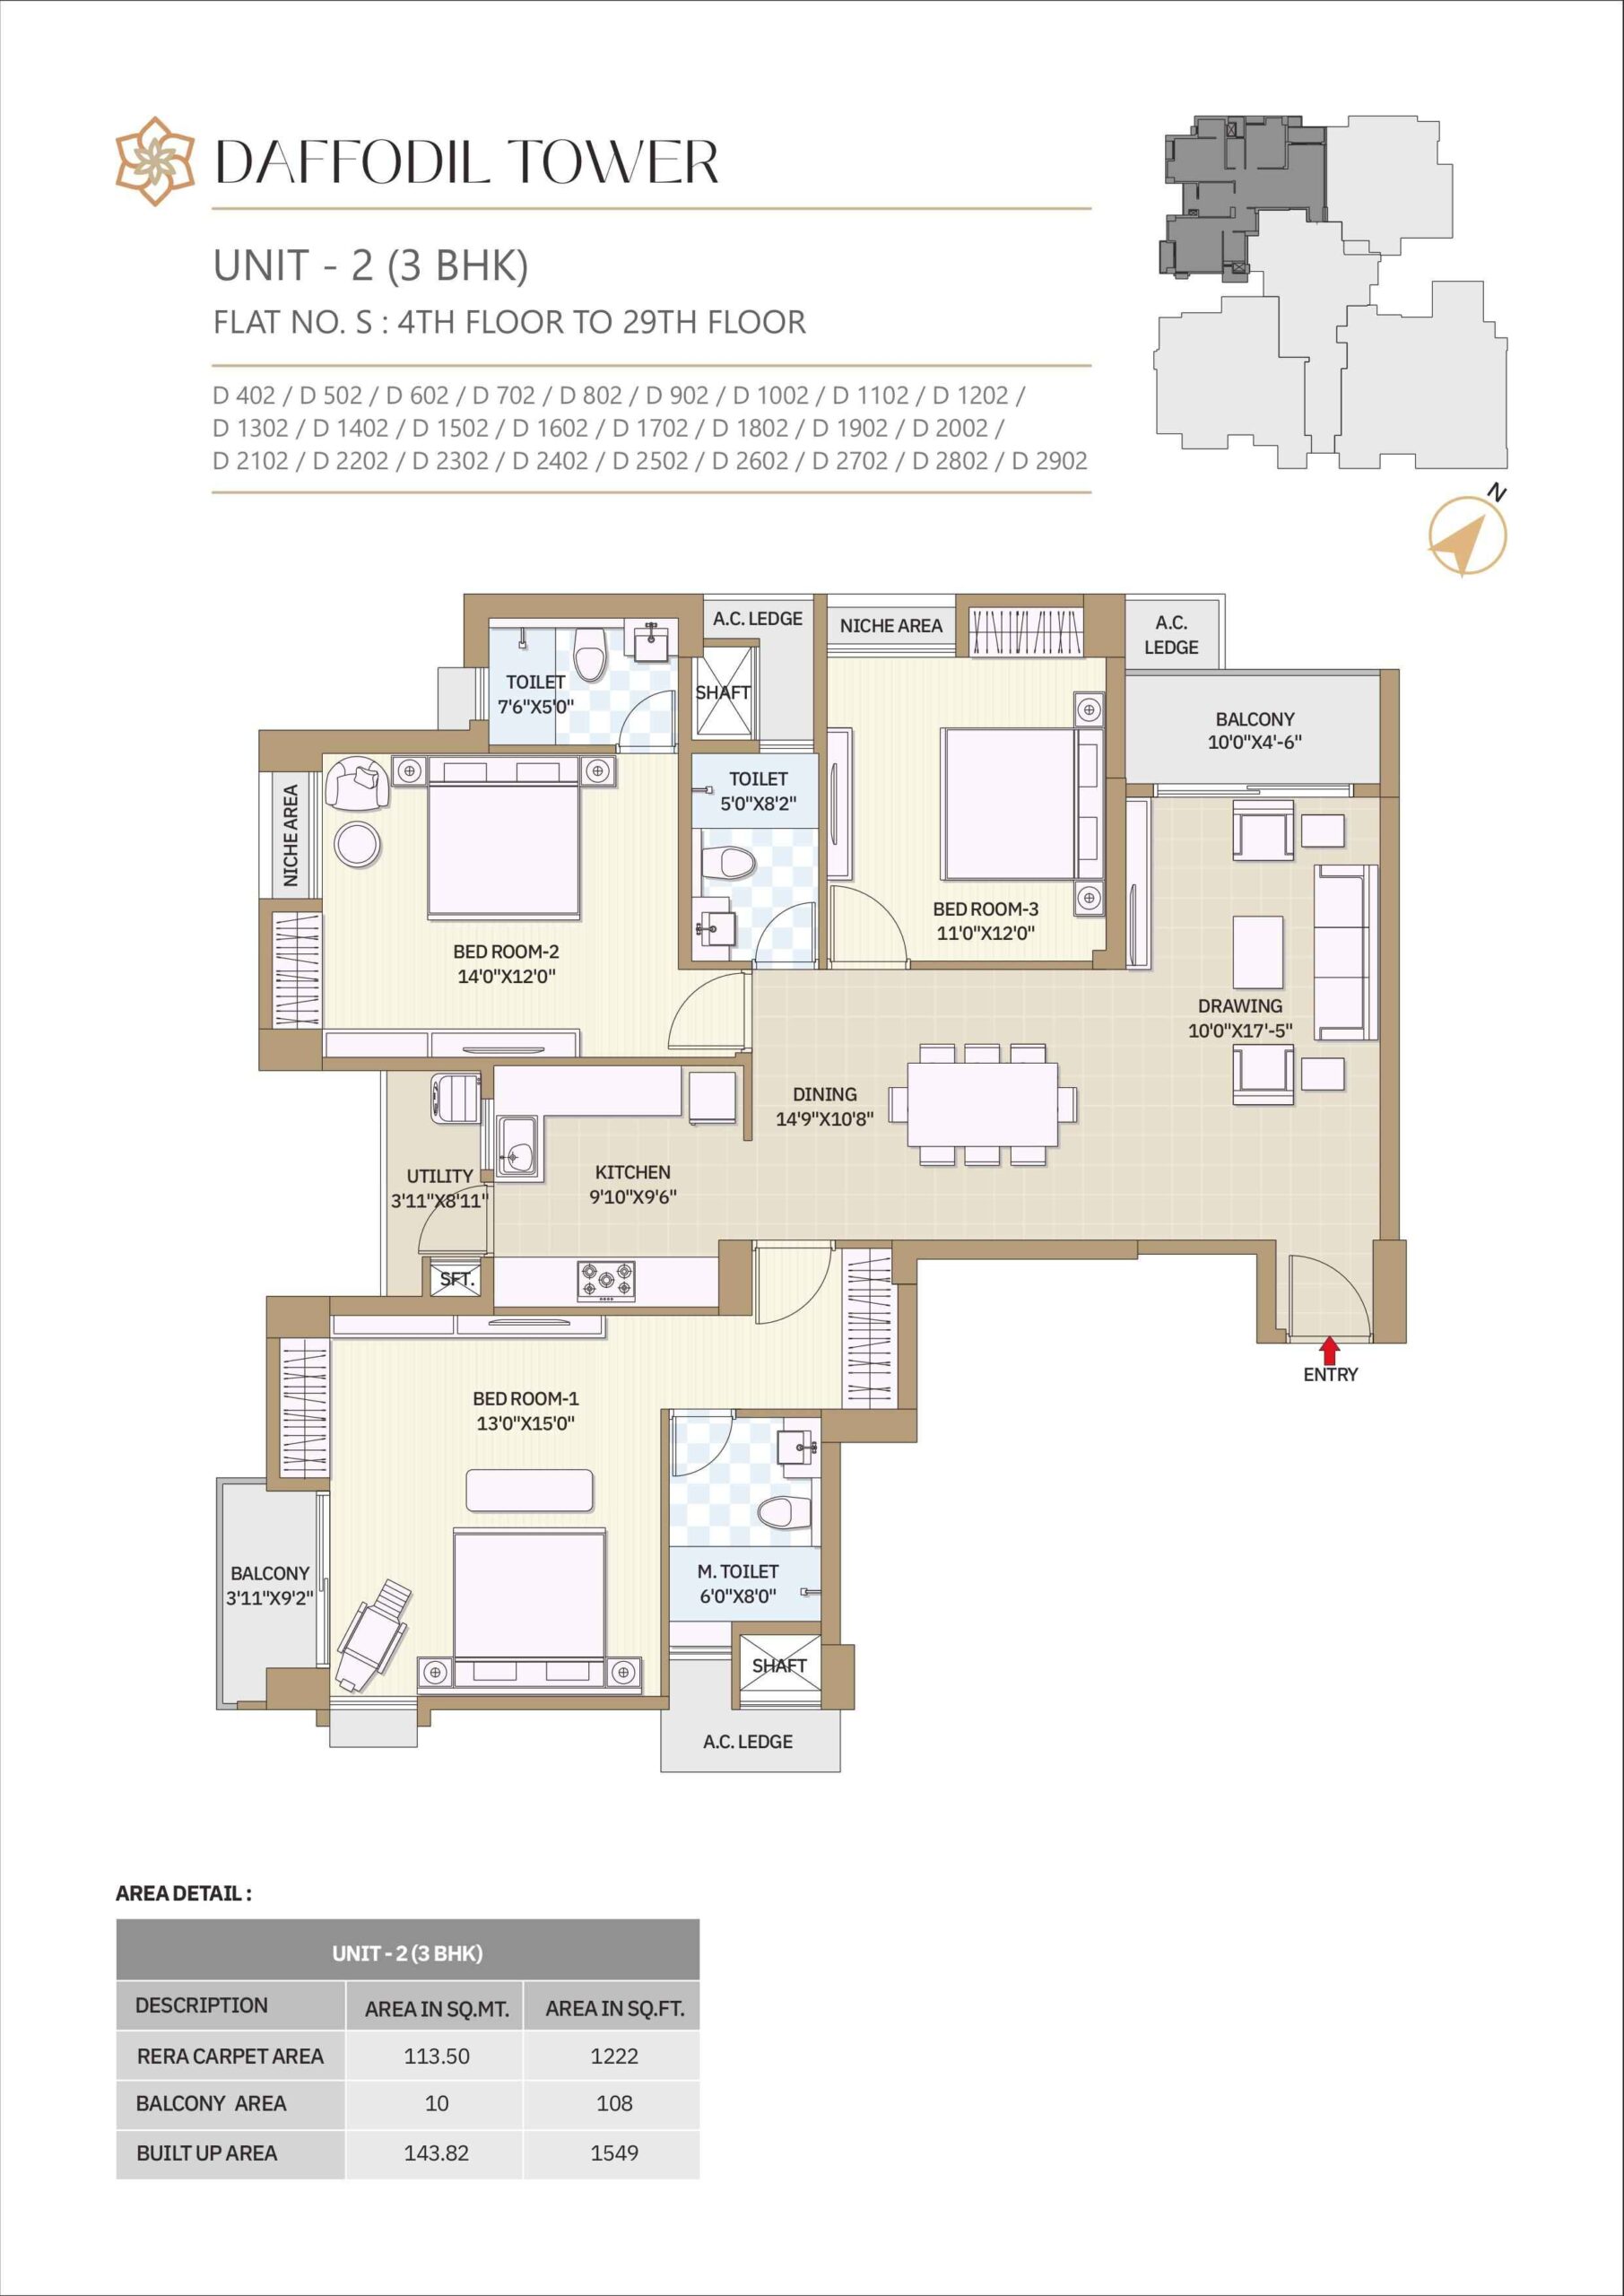 DAFFODIL TOWER
UNIT - 2 (3 BHK)
FLAT NO. S : 4TH FLOOR TO 29TH FLOOR
D 402 / D 502 / D 602 / D 702 / D 802 / D 902 / D 1002 / D 1102 / D 1202 /
D 1302 / D 1402 / D 1502 / D 1602 / D 1702 / D 1802 / D 1902 / D 2002 /
D 2102 / D 2202 / D 2302 / D 2402 / D 2502 / D 2602 / D 2702 / D 2802 / D 2902
N
A.C. LEDGE
NICHE AREA
A.C.
LEDGE
TOILET
7'6"X5'0"
SHAFT
BALCONY
10'0"X4'-6"
TOILET
5'0"X8'2"
NICHE AREA
BED ROOM-3
11'0"X12'0"
BED ROOM-2
14'0"X12'0"
DRAWING
10'0"X17'-5"
DINING
14'9"X10'8"
UTILITY
3'11"X8'11"
KITCHEN
9'10"X9'6"
SFT.
ENTRY
BED ROOM-1
13'0"X15'0"
BALCONY
3'11"X9'2"
M. TOILET
6'0"X8'0"
SHAFT
A.C. LEDGE
AREA DETAIL :
UNIT - 2 (3 BHK)
DESCRIPTION AREA IN SQ.MT. AREA IN SQ.FT.
RERA CARPET AREA 113.50 1222
BALCONY AREA 10 108
BUILT UP AREA 143.82 1549